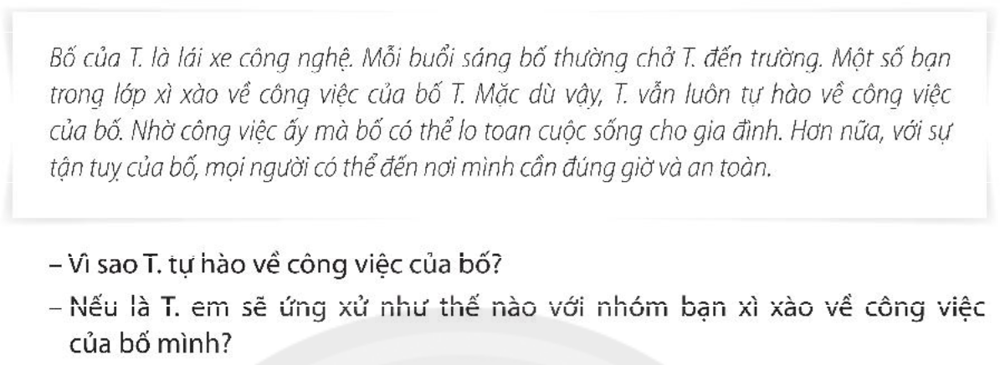 Bố của T. là lái xe công nghệ. Mỗi buổi sáng bố thường chở T. đến trường. Một số bạn
trong lớp xì xào về công việc của bố T. Mặc dù vậy, T. vẫn luôn tự hào về công việc
của bố. Nhờ công việc ấy mà bố có thể lo toan cuộc sống cho gia đình. Hơn nữa, với sự
tận tuỵ của bố, mọi người có thể đến nơi mình cần đúng giờ và an toàn.
– Vì sao T. tự hào về công việc của bố?
– Nếu là T. em sẽ ứng xử như thế nào với nhóm bạn xì xào về công việc
của bố mình?